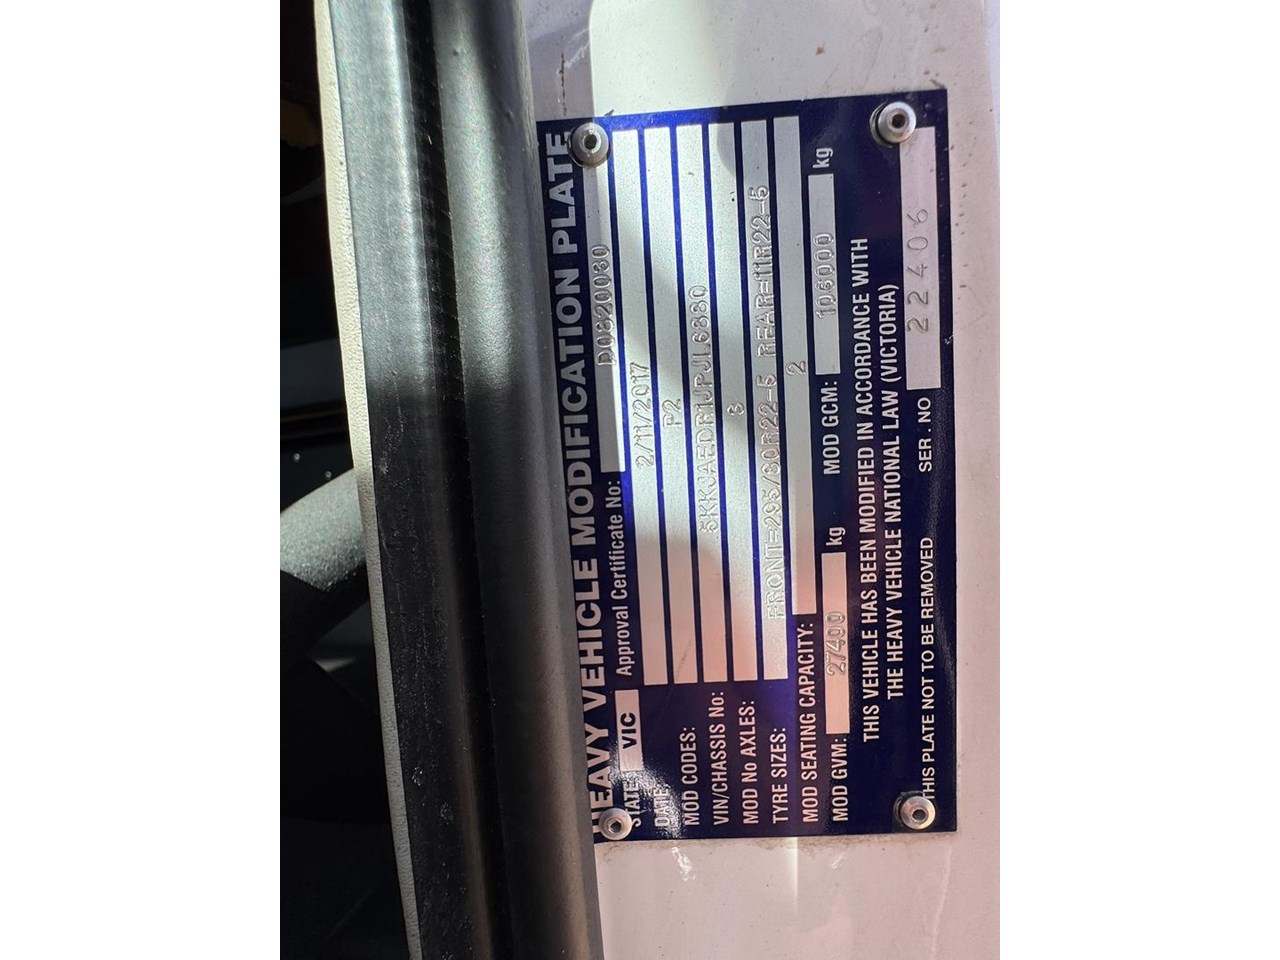 HEAVY VEHICLE MODIFICATION PLATE
STATE: VIC Approval Certificate No: D0820030
DATE: 2/11/2017
MOD CODES: P2
VIN/CHASSIS No:
MOD No AXLES: 3
TYRE SIZES: FRONT=295/80R22-5 REAR=11R22-5
MOD SEATING CAPACITY: 2
MOD GVM: 27400 kg MOD GCM: 106000 kg
THIS VEHICLE HAS BEEN MODIFIED IN ACCORDANCE WITH
THE HEAVY VEHICLE NATIONAL LAW (VICTORIA)
THIS PLATE NOT TO BE REMOVED SER . NO 22406